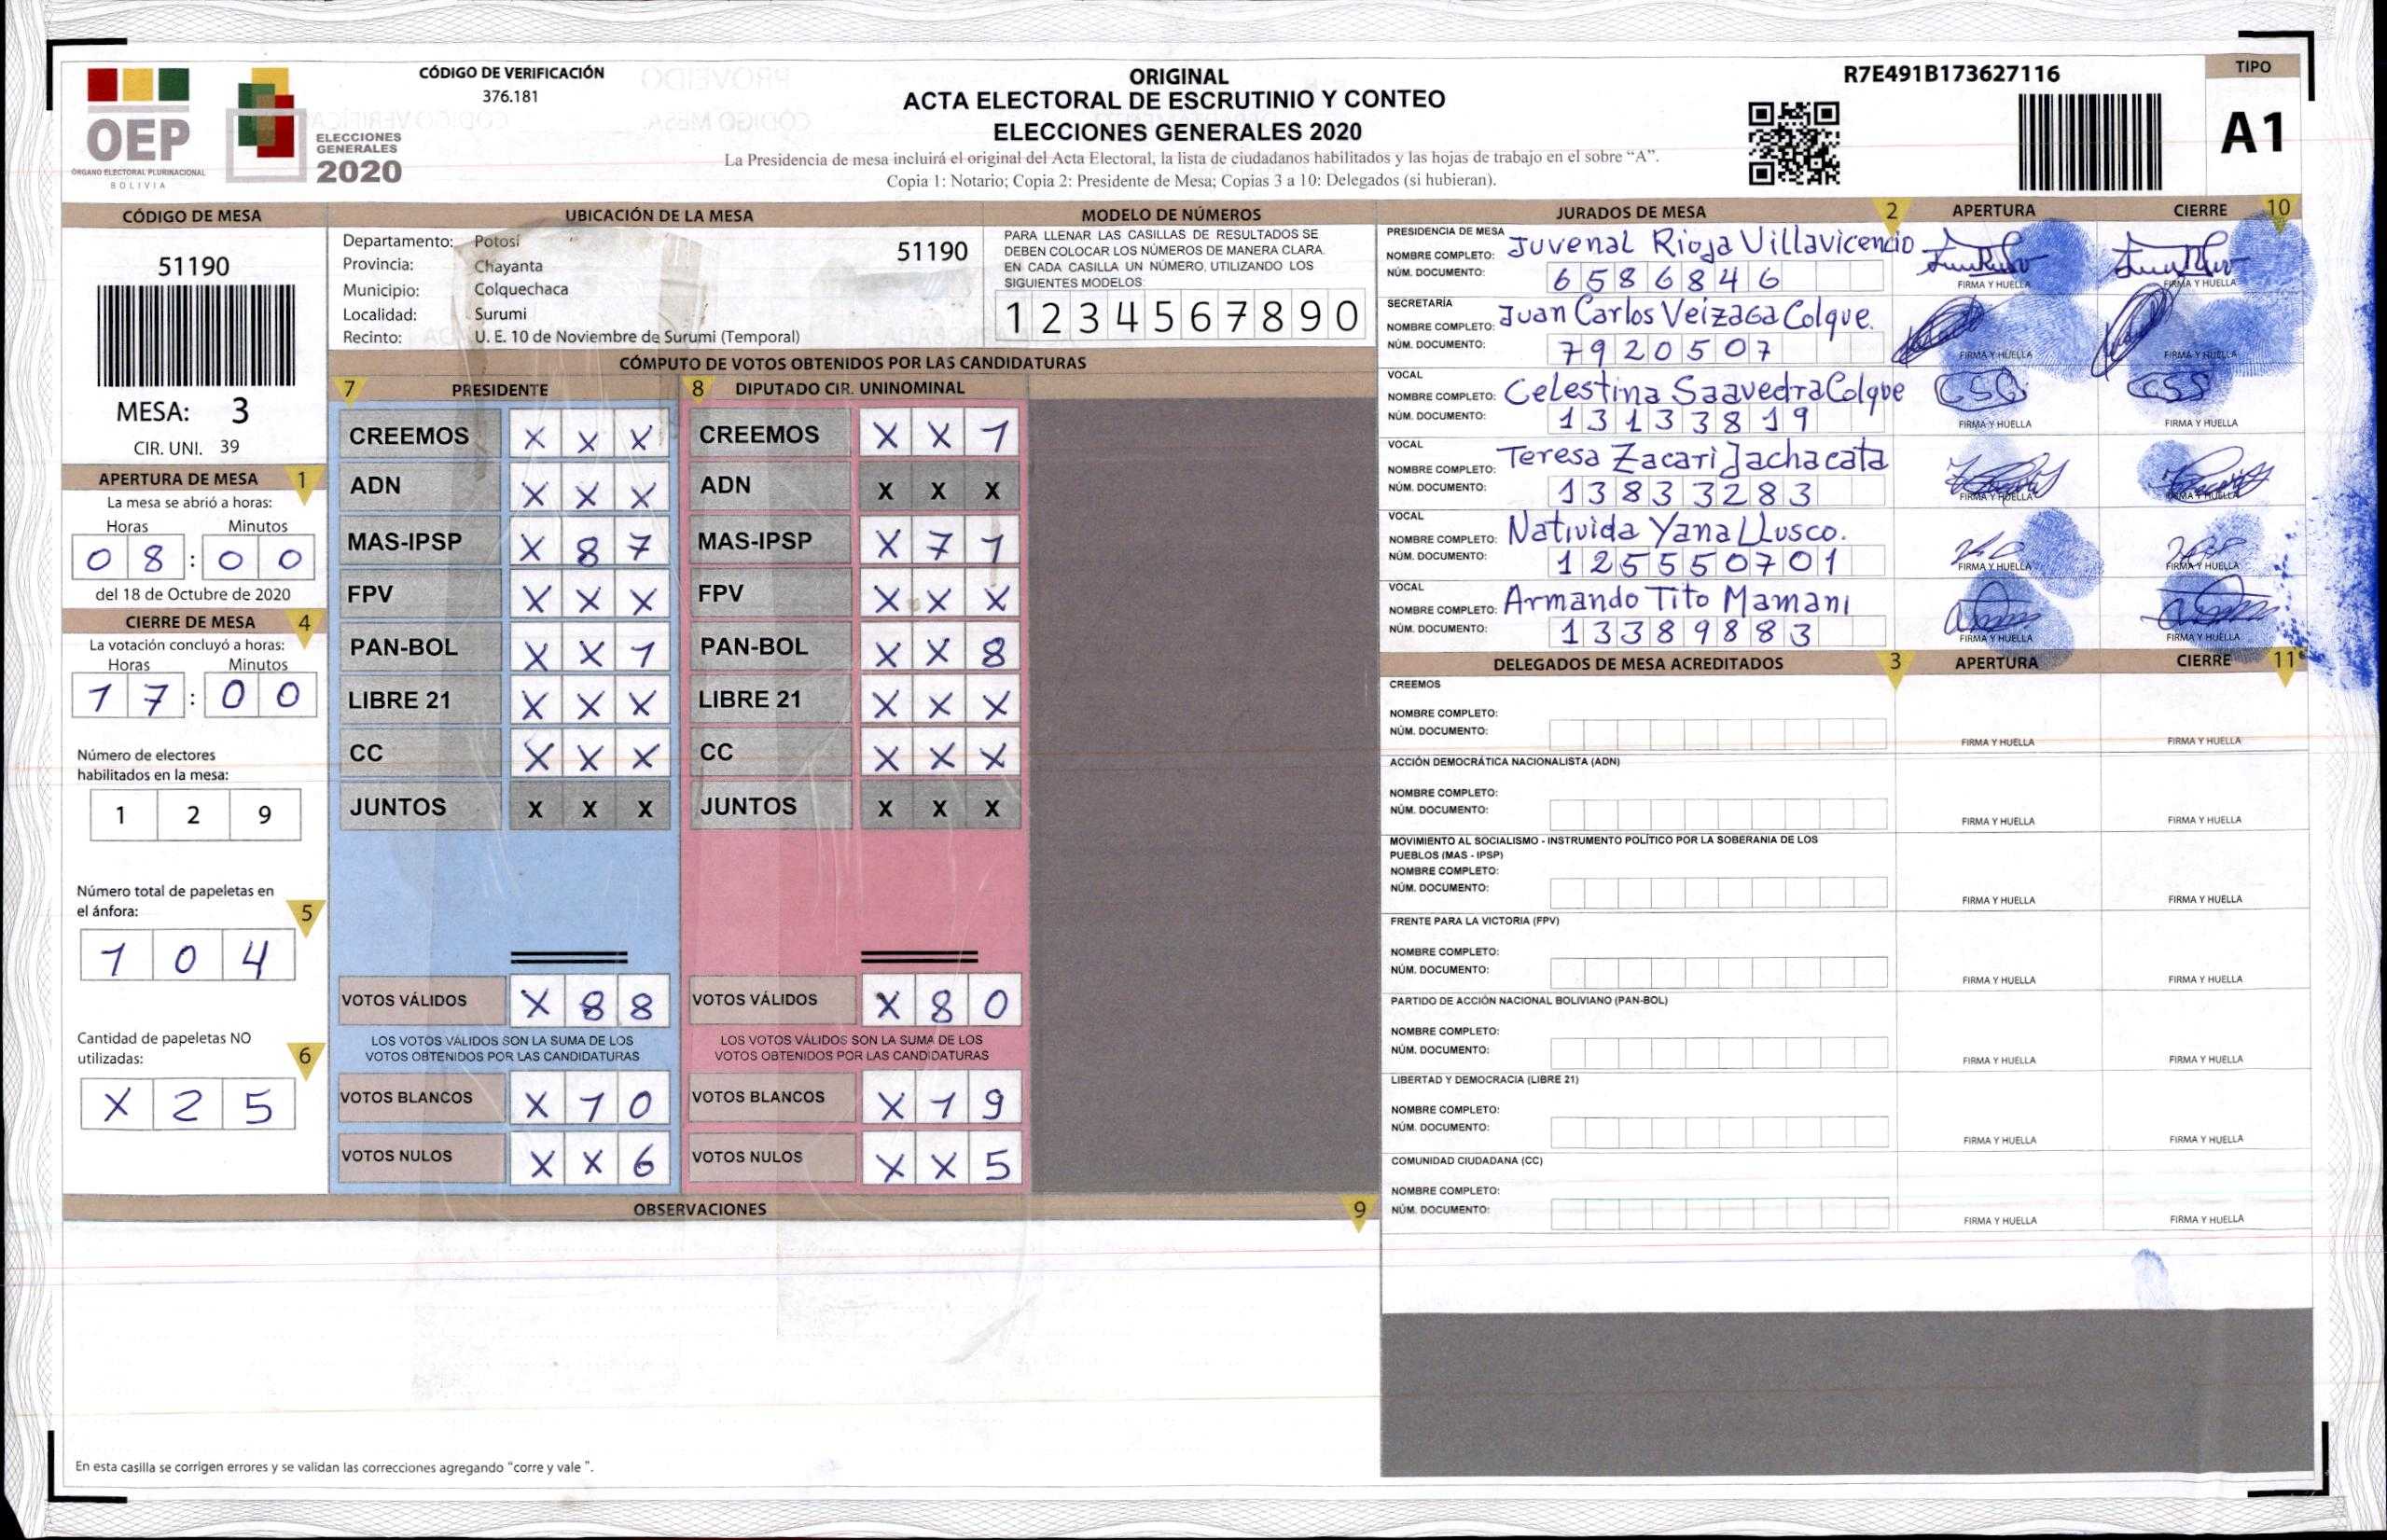 CÓDIGO DE VERIFICACIÓN
376.181
OEP
ÓRGANO ELECTORAL PLURINACIONAL
BOLIVIA
ELECCIONES
GENERALES
2020
ORIGINAL
ACTA ELECTORAL DE ESCRUTINIO Y CONTEO
ELECCIONES GENERALES 2020
La Presidencia de mesa incluirá el original del Acta Electoral, la lista de ciudadanos habilitados y las hojas de trabajo en el sobre “A”.
Copia 1: Notario; Copia 2: Presidente de Mesa; Copias 3 a 10: Delegados (si hubieran).
R7E491B173627116
TIPO
A1
CÓDIGO DE MESA
51190
MESA: 3
CIR. UNI. 39
APERTURA DE MESA 1
La mesa se abrió a horas:
Horas Minutos
0 8 : 0 0
del 18 de Octubre de 2020
CIERRE DE MESA 4
La votación concluyó a horas:
Horas Minutos
1 7 : 0 0
Número de electores
habilitados en la mesa:
1 2 9
Número total de papeletas en
el ánfora: 5
1 0 4
Cantidad de papeletas NO
utilizadas: 6
X 2 5
UBICACIÓN DE LA MESA
Departamento: Potosí 51190
Provincia: Chayanta
Municipio: Colquechaca
Localidad: Surumi
Recinto: U. E. 10 de Noviembre de Surumi (Temporal)
MODELO DE NÚMEROS
PARA LLENAR LAS CASILLAS DE RESULTADOS SE
DEBEN COLOCAR LOS NÚMEROS DE MANERA CLARA.
EN CADA CASILLA UN NÚMERO, UTILIZANDO LOS
SIGUIENTES MODELOS
1 2 3 4 5 6 7 8 9 0
CÓMPUTO DE VOTOS OBTENIDOS POR LAS CANDIDATURAS
7 PRESIDENTE 8 DIPUTADO CIR. UNINOMINAL
CREEMOS X X X CREEMOS X X 1
ADN X X X ADN X X X
MAS-IPSP X 8 7 MAS-IPSP X 7 1
FPV X X X FPV X X X
PAN-BOL X X 1 PAN-BOL X X 8
LIBRE 21 X X X LIBRE 21 X X X
CC X X X CC X X X
JUNTOS X X X JUNTOS X X X
VOTOS VÁLIDOS X 8 8 VOTOS VÁLIDOS X 8 0
LOS VOTOS VÁLIDOS SON LA SUMA DE LOS LOS VOTOS VÁLIDOS SON LA SUMA DE LOS
VOTOS OBTENIDOS POR LAS CANDIDATURAS VOTOS OBTENIDOS POR LAS CANDIDATURAS
VOTOS BLANCOS X 1 0 VOTOS BLANCOS X 1 9
VOTOS NULOS X X 6 VOTOS NULOS X X 5
OBSERVACIONES 9
En esta casilla se corrigen errores y se validan las correcciones agregando “corre y vale ”.
JURADOS DE MESA 2 APERTURA CIERRE 10
PRESIDENCIA DE MESA
NOMBRE COMPLETO: Juvenal Rioja Villavicencio
NÚM. DOCUMENTO: 6586846
FIRMA Y HUELLA FIRMA Y HUELLA
SECRETARÍA
NOMBRE COMPLETO: Juan Carlos Veizaga Colque.
NÚM. DOCUMENTO: 7920507
FIRMA Y HUELLA FIRMA Y HUELLA
VOCAL
NOMBRE COMPLETO: Celestina Saavedra Colque
NÚM. DOCUMENTO: 13133819
FIRMA Y HUELLA FIRMA Y HUELLA
VOCAL
NOMBRE COMPLETO: Teresa Zacari Jachacata
NÚM. DOCUMENTO: 13833283
FIRMA Y HUELLA FIRMA Y HUELLA
VOCAL
NOMBRE COMPLETO: Nativida Yana LLusco.
NÚM. DOCUMENTO: 125550701
FIRMA Y HUELLA FIRMA Y HUELLA
VOCAL
NOMBRE COMPLETO: Armando Tito Mamani
NÚM. DOCUMENTO: 13389883
FIRMA Y HUELLA FIRMA Y HUELLA
DELEGADOS DE MESA ACREDITADOS 3 APERTURA CIERRE 11
CREEMOS
NOMBRE COMPLETO:
NÚM. DOCUMENTO:
FIRMA Y HUELLA FIRMA Y HUELLA
ACCIÓN DEMOCRÁTICA NACIONALISTA (ADN)
NOMBRE COMPLETO:
NÚM. DOCUMENTO:
FIRMA Y HUELLA FIRMA Y HUELLA
MOVIMIENTO AL SOCIALISMO - INSTRUMENTO POLÍTICO POR LA SOBERANIA DE LOS
PUEBLOS (MAS - IPSP)
NOMBRE COMPLETO:
NÚM. DOCUMENTO:
FIRMA Y HUELLA FIRMA Y HUELLA
FRENTE PARA LA VICTORIA (FPV)
NOMBRE COMPLETO:
NÚM. DOCUMENTO:
FIRMA Y HUELLA FIRMA Y HUELLA
PARTIDO DE ACCIÓN NACIONAL BOLIVIANO (PAN-BOL)
NOMBRE COMPLETO:
NÚM. DOCUMENTO:
FIRMA Y HUELLA FIRMA Y HUELLA
LIBERTAD Y DEMOCRACIA (LIBRE 21)
NOMBRE COMPLETO:
NÚM. DOCUMENTO:
FIRMA Y HUELLA FIRMA Y HUELLA
COMUNIDAD CIUDADANA (CC)
NOMBRE COMPLETO:
NÚM. DOCUMENTO:
FIRMA Y HUELLA FIRMA Y HUELLA